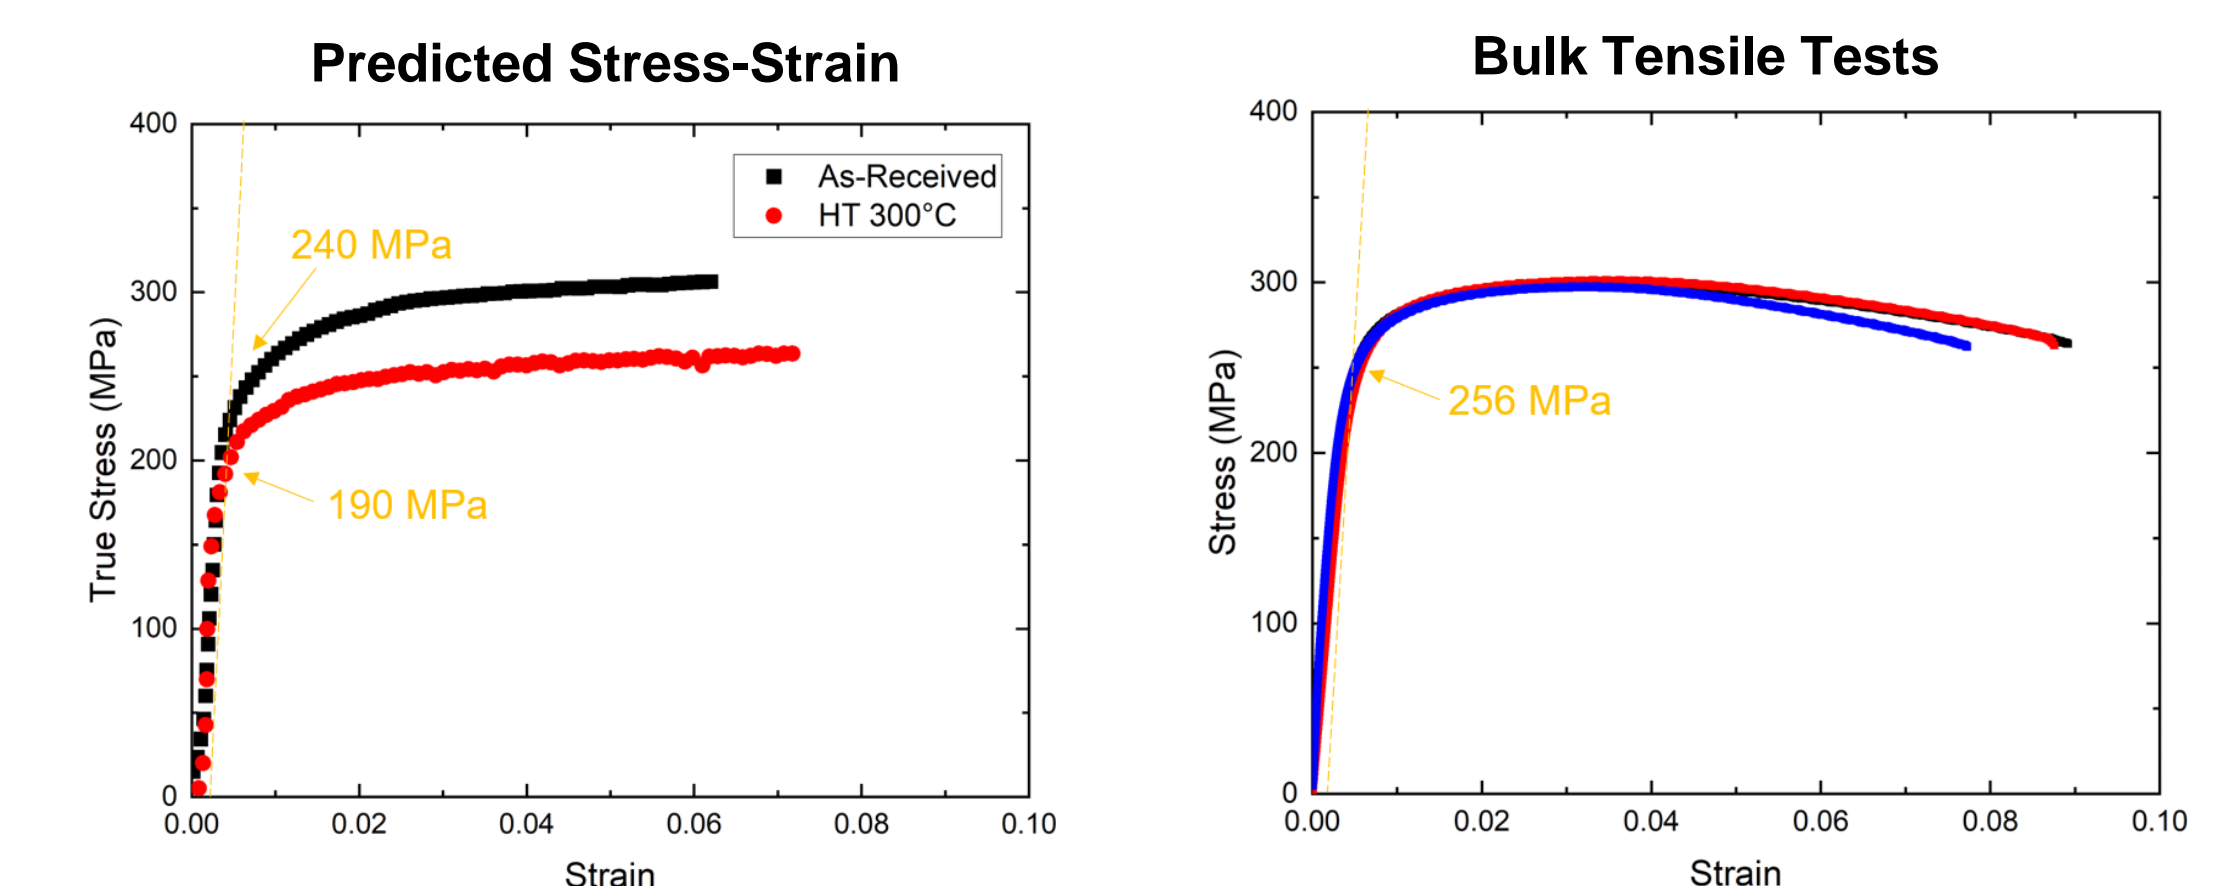 Predicted Stress-Strain
400
300
200
100
0
True Stress (MPa)
As-Received
HT 300°C
240 MPa
190 MPa
0.00 0.02 0.04 0.06 0.08 0.10
Strain
Bulk Tensile Tests
400
300
200
100
0
Stress (MPa)
256 MPa
0.00 0.02 0.04 0.06 0.08 0.10
Strain